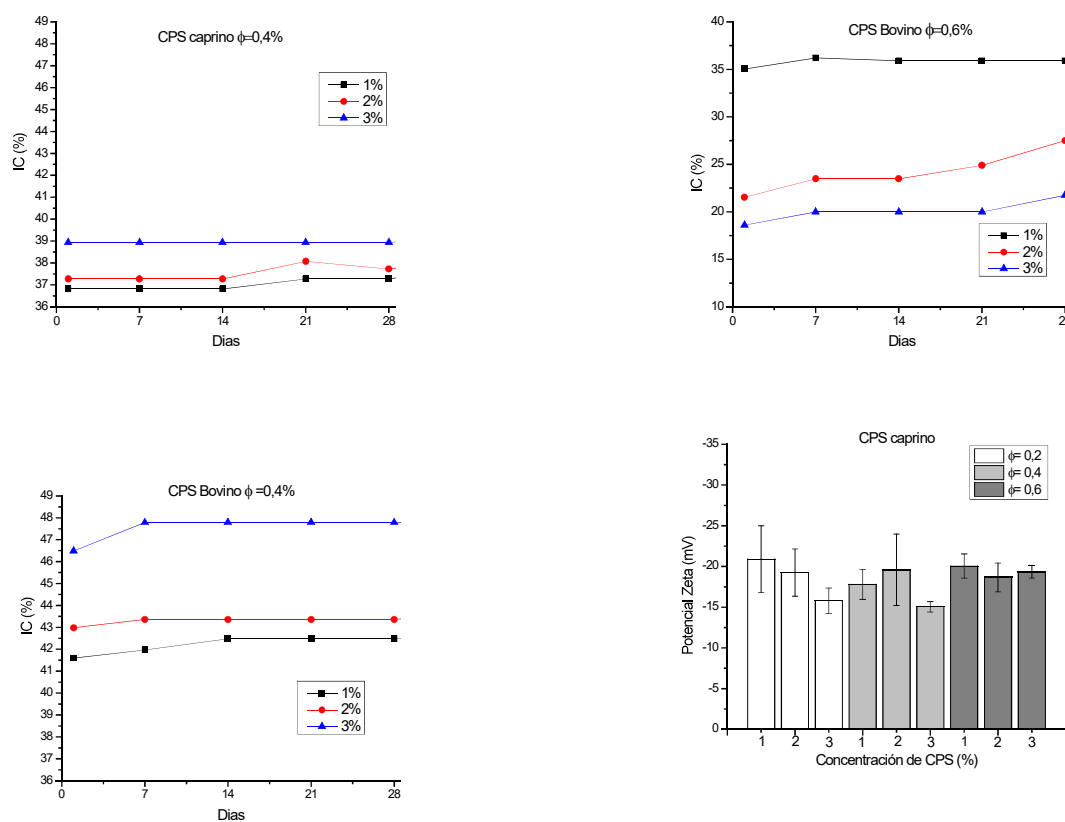 CPS caprino ϕ=0,4%
1%
2%
3%
IC (%)
49
48
47
46
45
44
43
42
41
40
39
38
37
36
0 7 14 21 28
Dias
CPS Bovino ϕ=0,6%
IC (%)
40
35
30
25
20
15
10
1%
2%
3%
0 7 14 21 2
Dias
CPS Bovino ϕ =0,4%
IC (%)
49
48
47
46
45
44
43
42
41
40
39
38
37
36
1%
2%
3%
0 7 14 21 28
Dias
CPS caprino
ϕ= 0,2
ϕ= 0,4
ϕ= 0,6
Potencial Zeta (mV)
-35
-30
-25
-20
-15
-10
-5
0
1 2 3 1 2 3 1 2 3
Concentración de CPS (%)